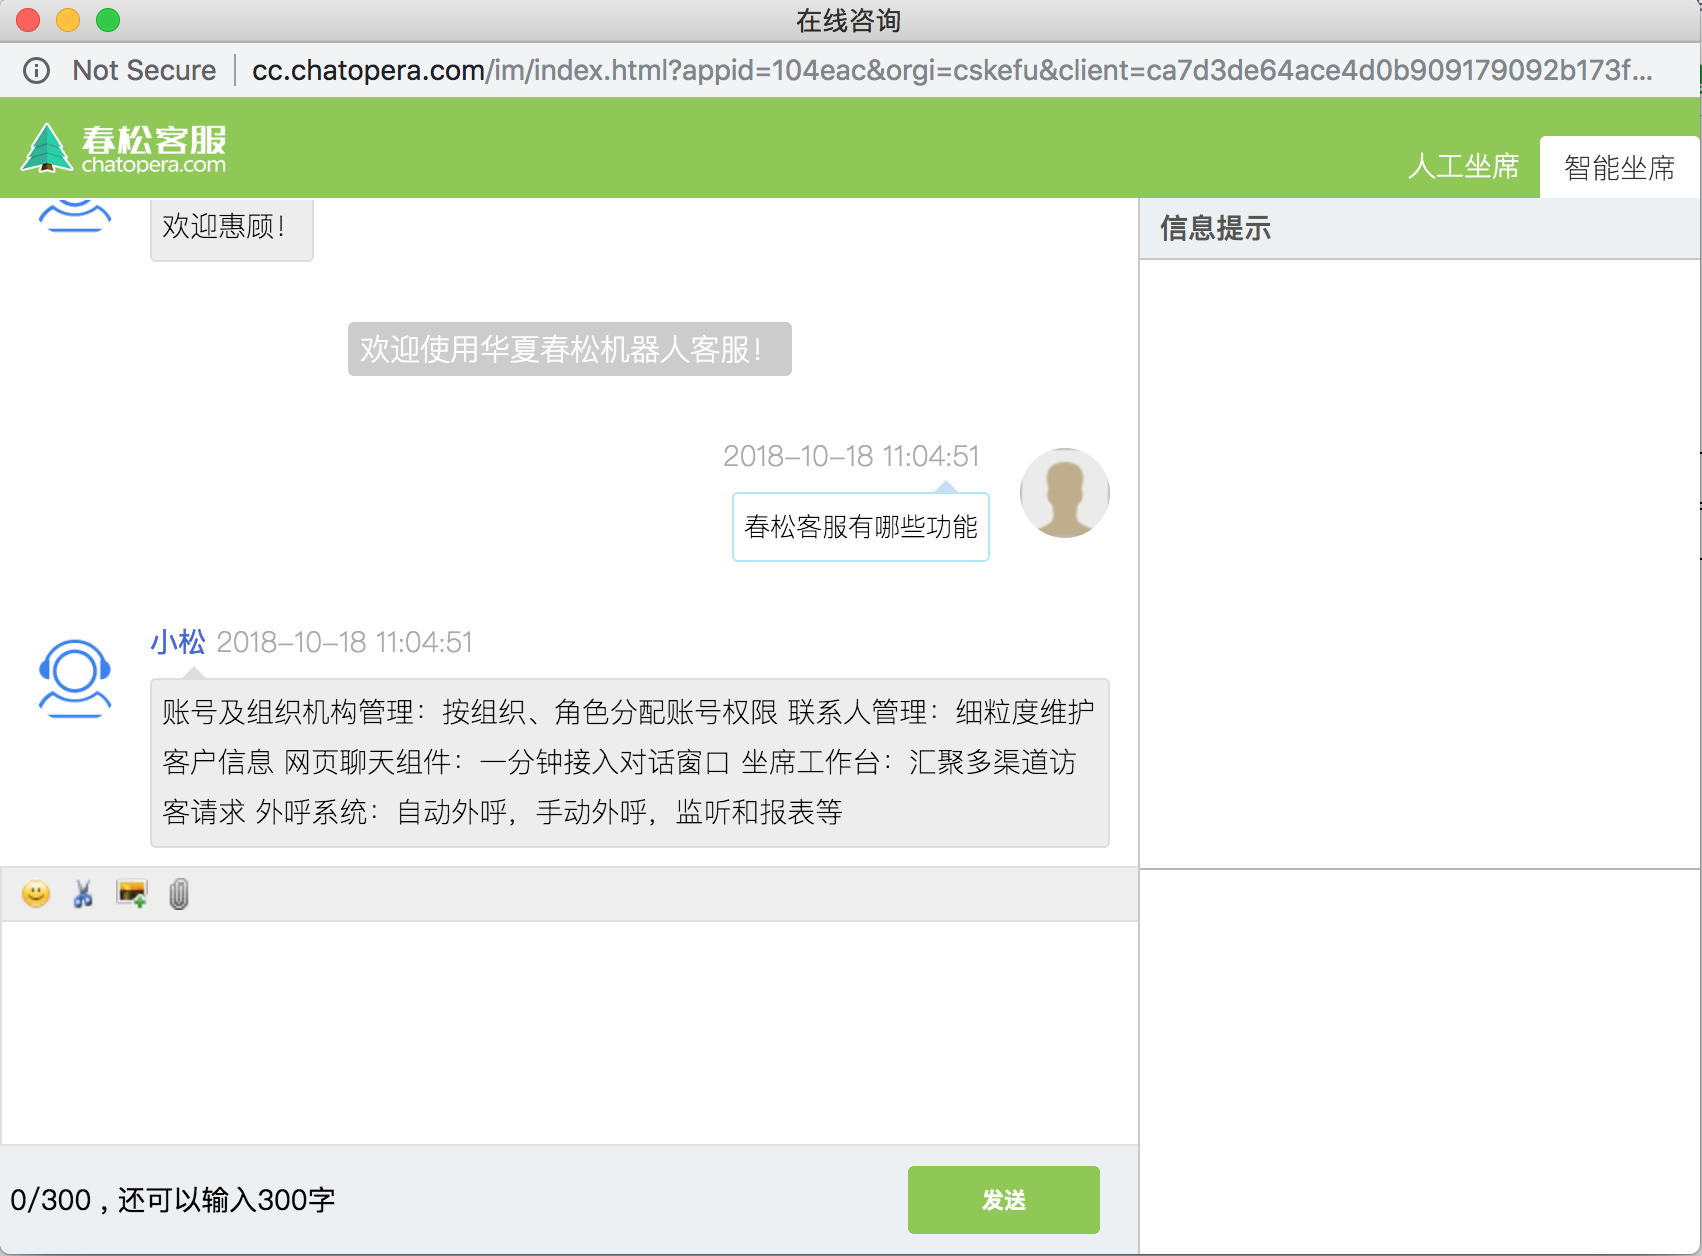 在线咨询
Not Secure | cc.chatopera.com/im/index.html?appid=104eac&orgi=cskefu&client=ca7d3de64ace4d0b909179092b173f...
春松客服
chatopera.com
人工坐席
智能坐席
欢迎惠顾！
信息提示
欢迎使用华夏春松机器人客服！
2018-10-18 11:04:51
春松客服有哪些功能
小松 2018-10-18 11:04:51
账号及组织机构管理：按组织、角色分配账号权限 联系人管理：细粒度维护
客户信息 网页聊天组件：一分钟接入对话窗口 坐席工作台：汇聚多渠道访
客请求 外呼系统：自动外呼，手动外呼，监听和报表等
0/300 , 还可以输入300字
发送